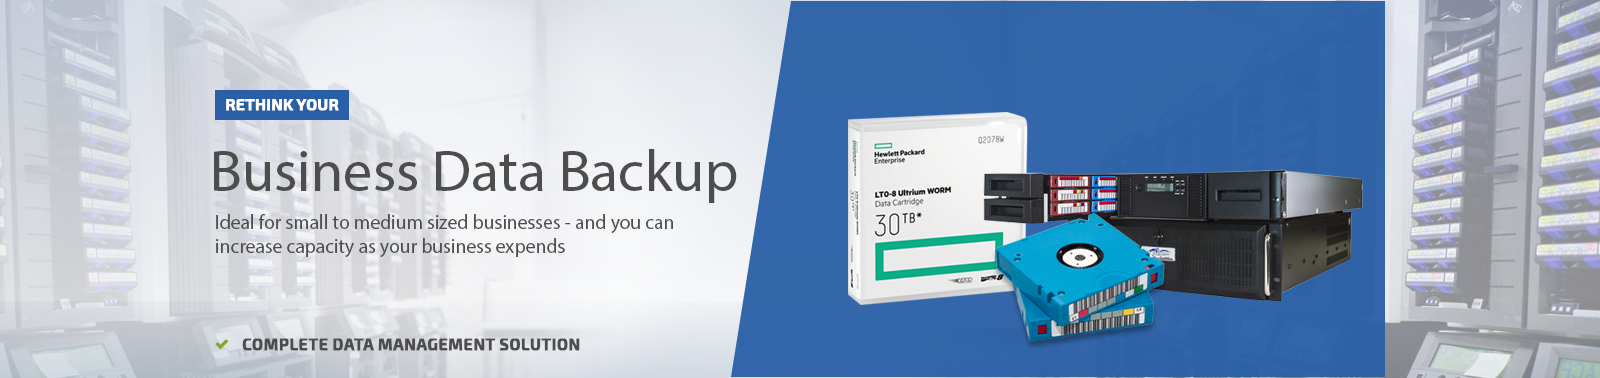 RETHINK YOUR
Business Data Backup
Ideal for small to medium sized businesses - and you can
increase capacity as your business expends
COMPLETE DATA MANAGEMENT SOLUTION
Q2078W
Hewlett Packard
Enterprise
LTO-8 Ultrium WORM
Data Cartridge
30TB*